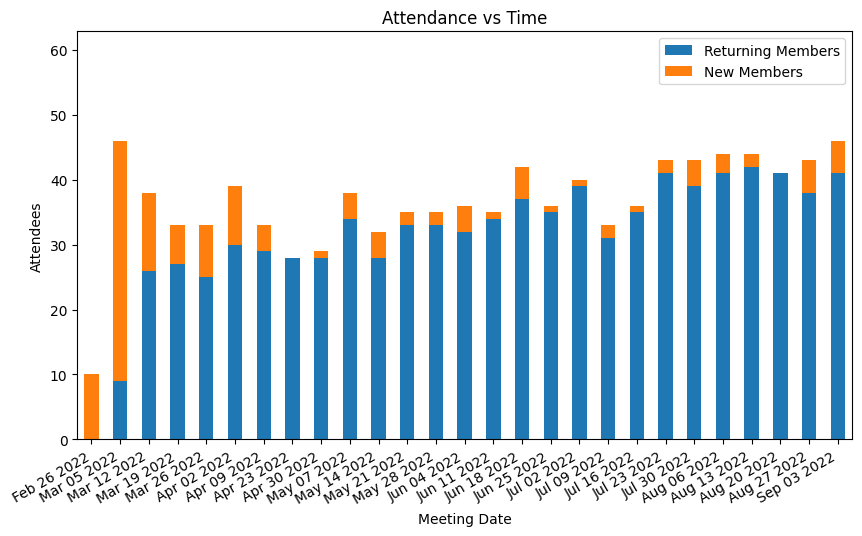 Attendance vs Time
Returning Members
New Members
Attendees
60
50
40
30
20
10
0
Feb 26 2022
Mar 05 2022
Mar 12 2022
Mar 19 2022
Mar 26 2022
Apr 02 2022
Apr 09 2022
Apr 23 2022
Apr 30 2022
May 07 2022
May 14 2022
May 21 2022
May 28 2022
Jun 04 2022
Jun 11 2022
Jun 18 2022
Jun 25 2022
Jul 02 2022
Jul 09 2022
Jul 16 2022
Jul 23 2022
Jul 30 2022
Aug 06 2022
Aug 13 2022
Aug 20 2022
Aug 27 2022
Sep 03 2022
Meeting Date